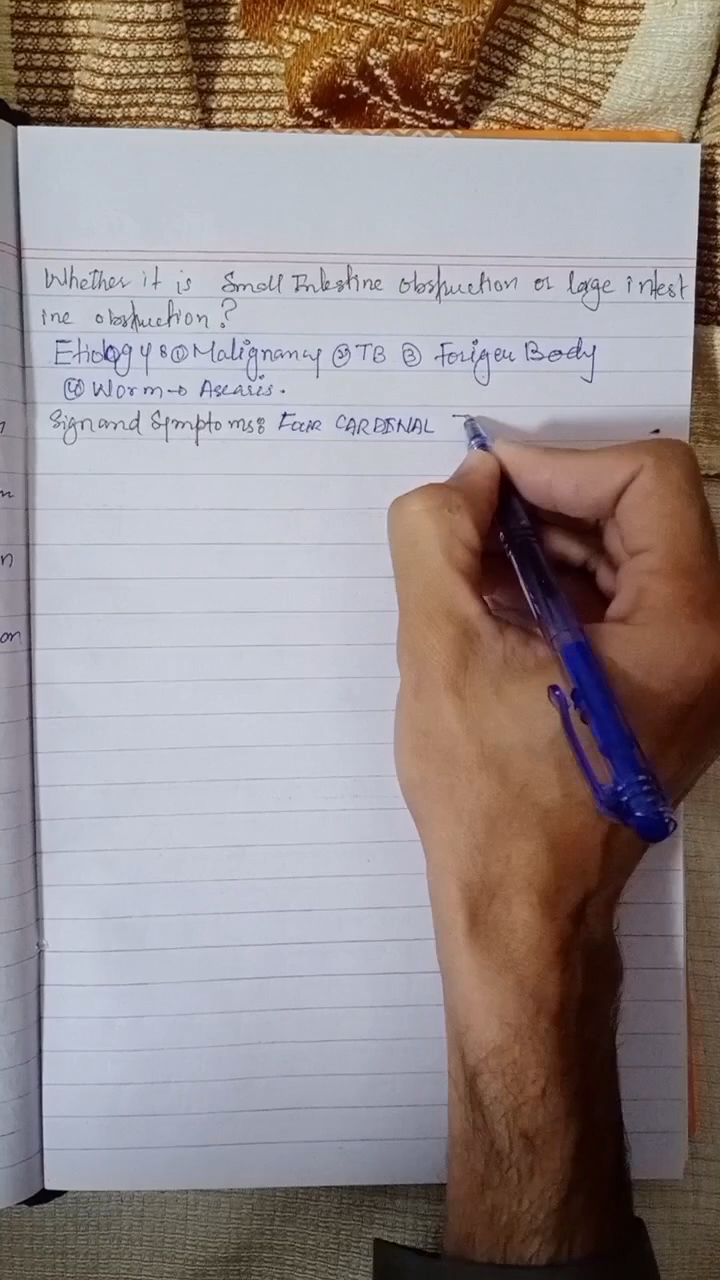 Whether it is Small Intestine obstruction or large intest
ine obstruction?
Etiology: ① Malignancy ② TB ③ Forigen Body
④ Worm → Ascaris.
Sign and Symptoms: FOUR CARDINAL
n
on